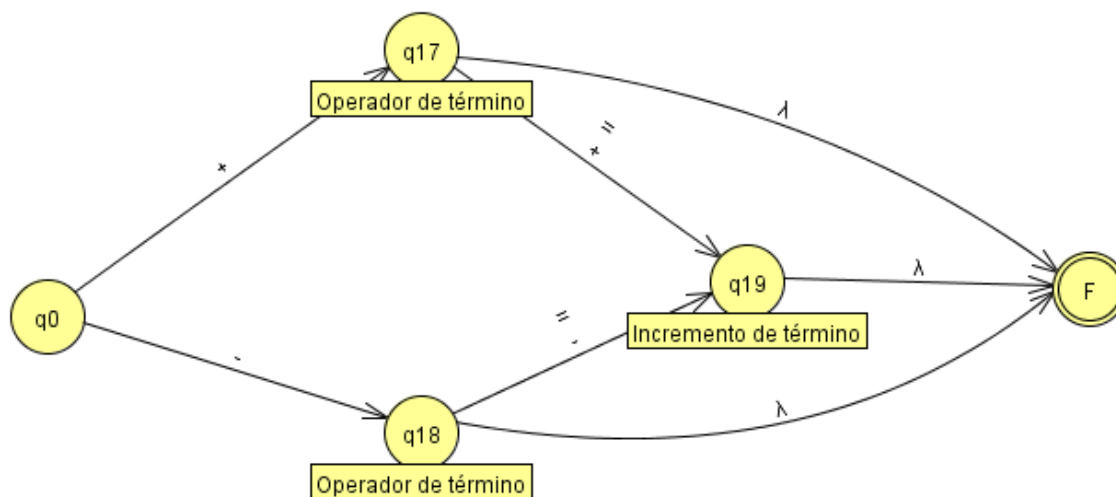 q17
Operador de término
λ
=
+
+
q0
q19
λ
F
Incremento de término
=
-
-
q18
λ
Operador de término